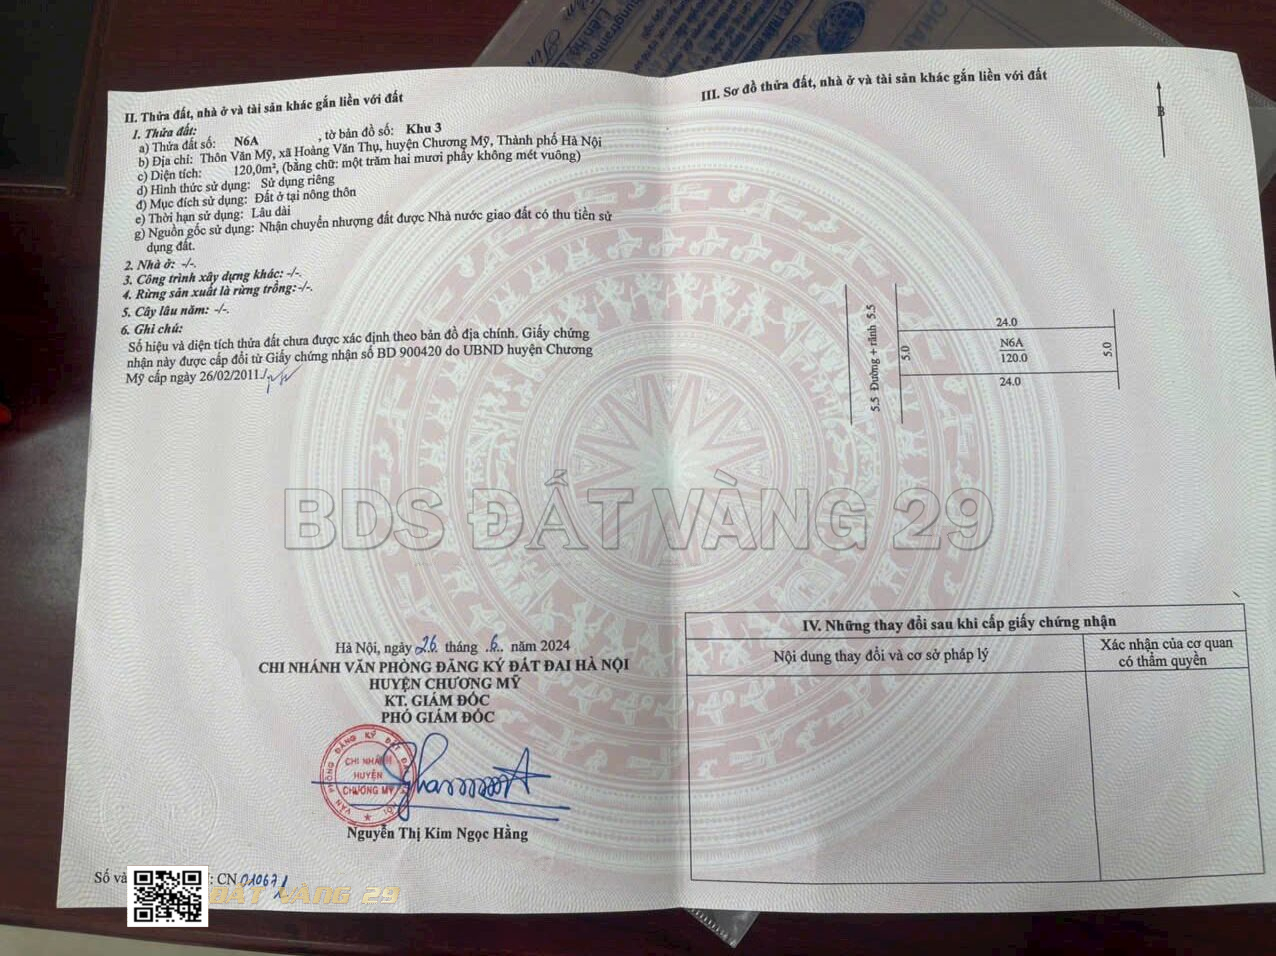 II. Thửa đất, nhà ở và tài sản khác gắn liền với đất
1. Thửa đất:
a) Thửa đất số: N6A , tờ bản đồ số: Khu 3
b) Địa chỉ: Thôn Văn Mỹ, xã Hoàng Văn Thụ, huyện Chương Mỹ, Thành phố Hà Nội
c) Diện tích: 120,0m², (bằng chữ: một trăm hai mươi phẩy không mét vuông)
d) Hình thức sử dụng: Sử dụng riêng
đ) Mục đích sử dụng: Đất ở tại nông thôn
e) Thời hạn sử dụng: Lâu dài
g) Nguồn gốc sử dụng: Nhận chuyển nhượng đất được Nhà nước giao đất có thu tiền sử
dụng đất.
2. Nhà ở: -/-.
3. Công trình xây dựng khác: -/-.
4. Rừng sản xuất là rừng trồng:-/-.
5. Cây lâu năm: -/-.
6. Ghi chú:
Số hiệu và diện tích thửa đất chưa được xác định theo bản đồ địa chính. Giấy chứng
nhận này được cấp đổi từ Giấy chứng nhận số BD 900420 do UBND huyện Chương
Mỹ cấp ngày 26/02/2011./.
Hà Nội, ngày 26 tháng 6 năm 2024
CHI NHÁNH VĂN PHÒNG ĐĂNG KÝ ĐẤT ĐAI HÀ NỘI
HUYỆN CHƯƠNG MỸ
KT. GIÁM ĐỐC
PHÓ GIÁM ĐỐC
CHI NHÁNH
HUYỆN
CHƯƠNG MỸ
Nguyễn Thị Kim Ngọc Hằng
Số và : CN 010671
ĐẤT VÀNG 29
III. Sơ đồ thửa đất, nhà ở và tài sản khác gắn liền với đất
B
5.5 Đường + rãnh 5.5
24.0
5.0
N6A
120.0
5.0
24.0
BDS ĐẤT VÀNG 29
IV. Những thay đổi sau khi cấp giấy chứng nhận
Nội dung thay đổi và cơ sở pháp lý
Xác nhận của cơ quan
có thẩm quyền